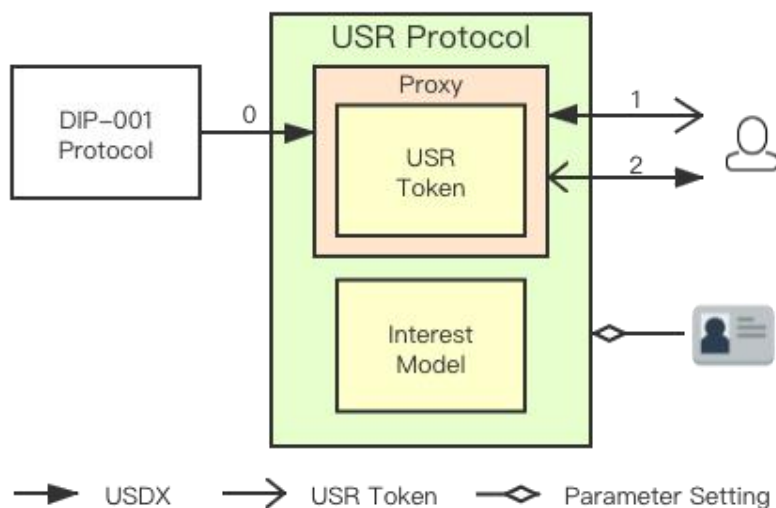 USR Protocol
Proxy
DIP-001
Protocol
0
USR
Token
1
2
Interest
Model
USDX
USR Token
Parameter Setting